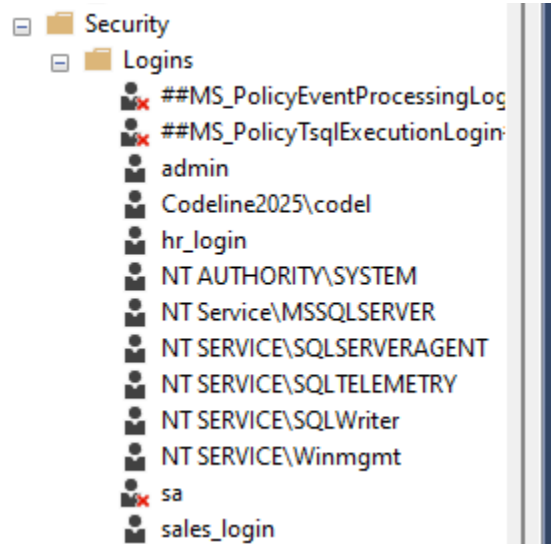 Security
Logins
##MS_PolicyEventProcessingLog
##MS_PolicyTsqlExecutionLogin
admin
Codeline2025\codel
hr_login
NT AUTHORITY\SYSTEM
NT Service\MSSQLSERVER
NT SERVICE\SQLSERVERAGENT
NT SERVICE\SQLTELEMETRY
NT SERVICE\SQLWriter
NT SERVICE\Winmgmt
sa
sales_login